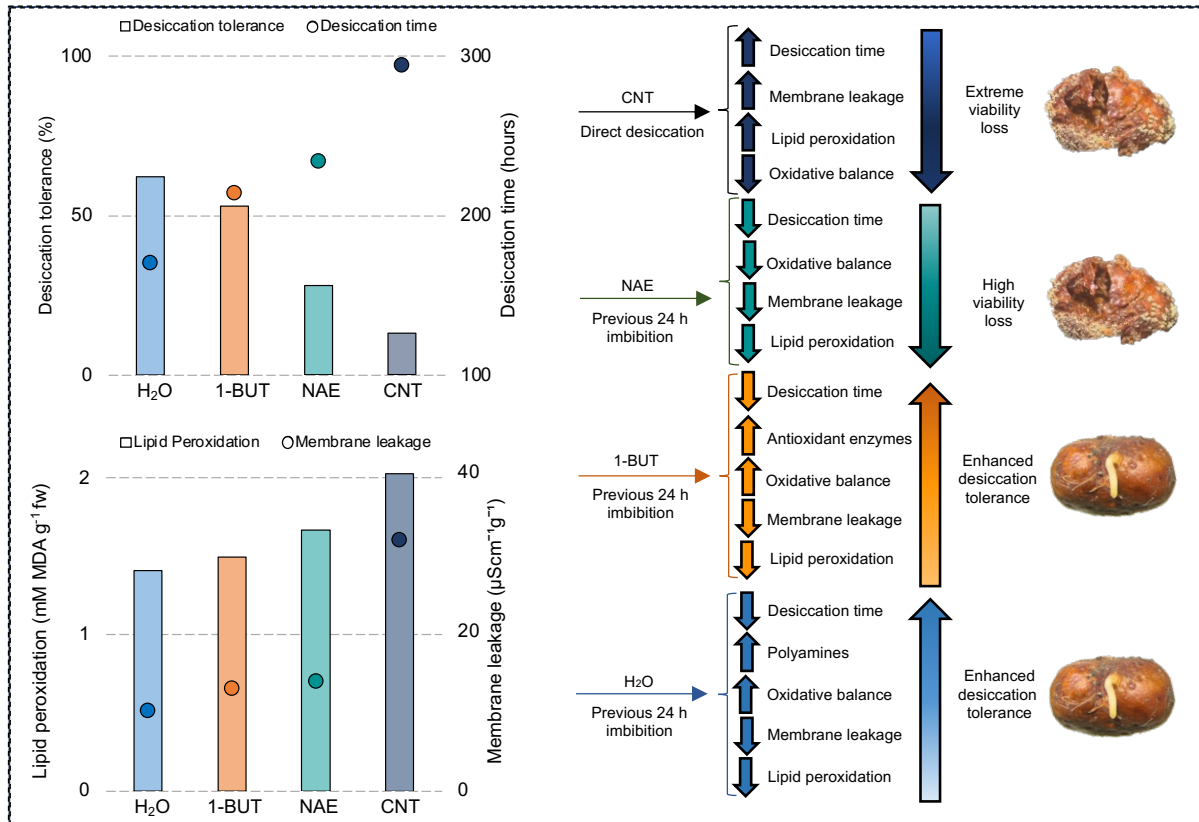 Desiccation tolerance
Desiccation time
100
50
0
Desiccation tolerance (%)
300
200
100
Desiccation time (hours)
H₂O
1-BUT
NAE
CNT
Lipid Peroxidation
Membrane leakage
2
1
0
Lipid peroxidation (mM MDA g⁻¹ fw)
40
20
0
Membrane leakage (µScm⁻¹g⁻¹)
H₂O
1-BUT
NAE
CNT
CNT
Direct desiccation
Desiccation time
Membrane leakage
Lipid peroxidation
Oxidative balance
Extreme
viability
loss
NAE
Previous 24 h
imbibition
Desiccation time
Oxidative balance
Membrane leakage
Lipid peroxidation
High
viability
loss
1-BUT
Previous 24 h
imbibition
Desiccation time
Antioxidant enzymes
Oxidative balance
Membrane leakage
Lipid peroxidation
Enhanced
desiccation
tolerance
H₂O
Previous 24 h
imbibition
Desiccation time
Polyamines
Oxidative balance
Membrane leakage
Lipid peroxidation
Enhanced
desiccation
tolerance